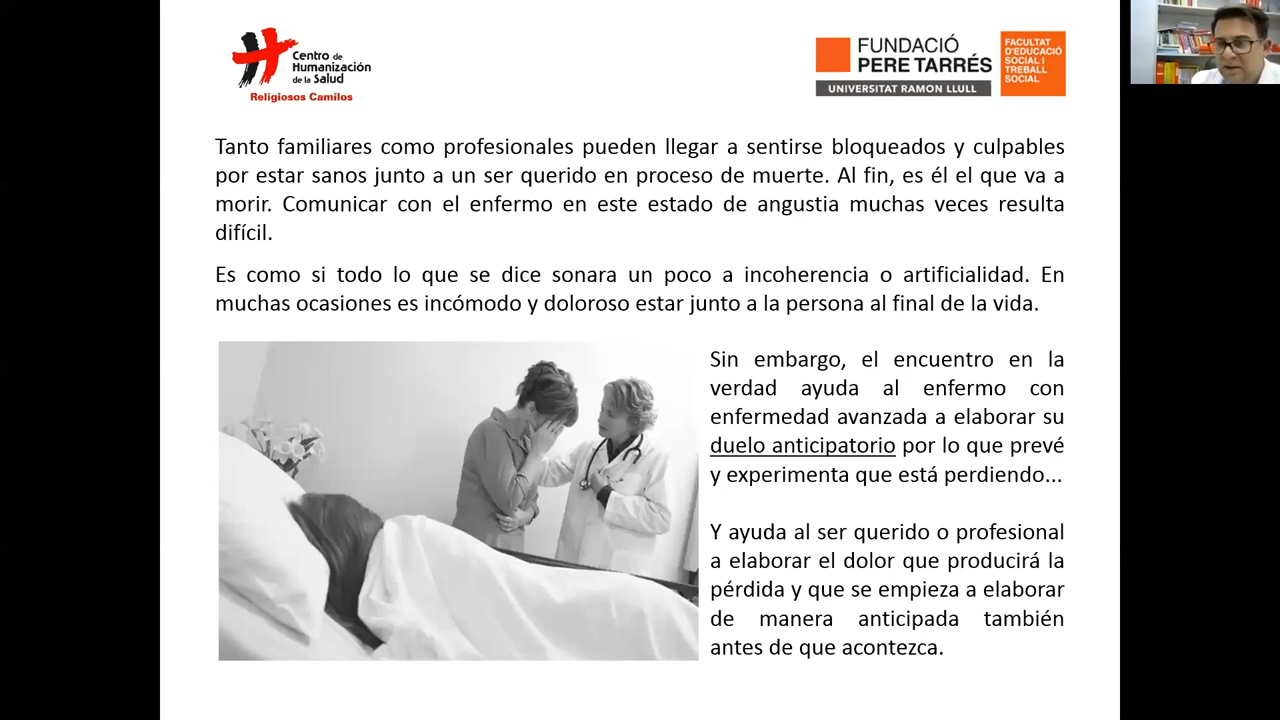 Centro de
Humanización
de la Salud
Religiosos Camilos
FUNDACIÓ
PERE TARRÉS
UNIVERSITAT RAMON LLULL
FACULTAT
D'EDUCACIÓ
SOCIAL I
TREBALL
SOCIAL
Tanto familiares como profesionales pueden llegar a sentirse bloqueados y culpables
por estar sanos junto a un ser querido en proceso de muerte. Al fin, es él el que va a
morir. Comunicar con el enfermo en este estado de angustia muchas veces resulta
difícil.
Es como si todo lo que se dice sonara un poco a incoherencia o artificialidad. En
muchas ocasiones es incómodo y doloroso estar junto a la persona al final de la vida.
Sin embargo, el encuentro en la
verdad ayuda al enfermo con
enfermedad avanzada a elaborar su
duelo anticipatorio por lo que prevé
y experimenta que está perdiendo...
Y ayuda al ser querido o profesional
a elaborar el dolor que producirá la
pérdida y que se empieza a elaborar
de manera anticipada también
antes de que acontezca.